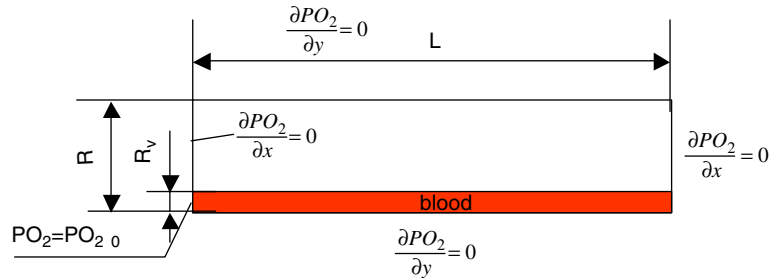 ∂PO₂/∂y = 0
L
R
Rᵥ
∂PO₂/∂x = 0
∂PO₂/∂x = 0
blood
PO₂=PO₂ ₀
∂PO₂/∂y = 0